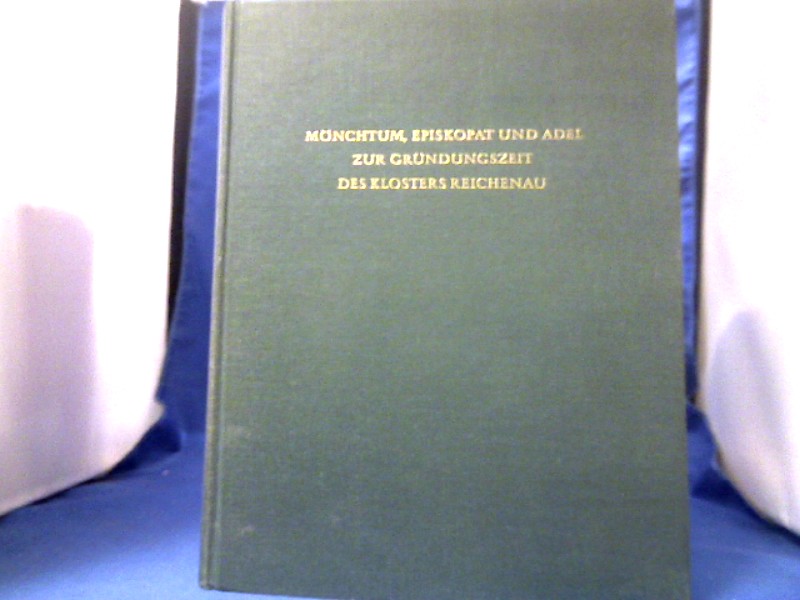 MÖNCHTUM, EPISKOPAT UND ADEL
ZUR GRÜNDUNGSZEIT
DES KLOSTERS REICHENAU